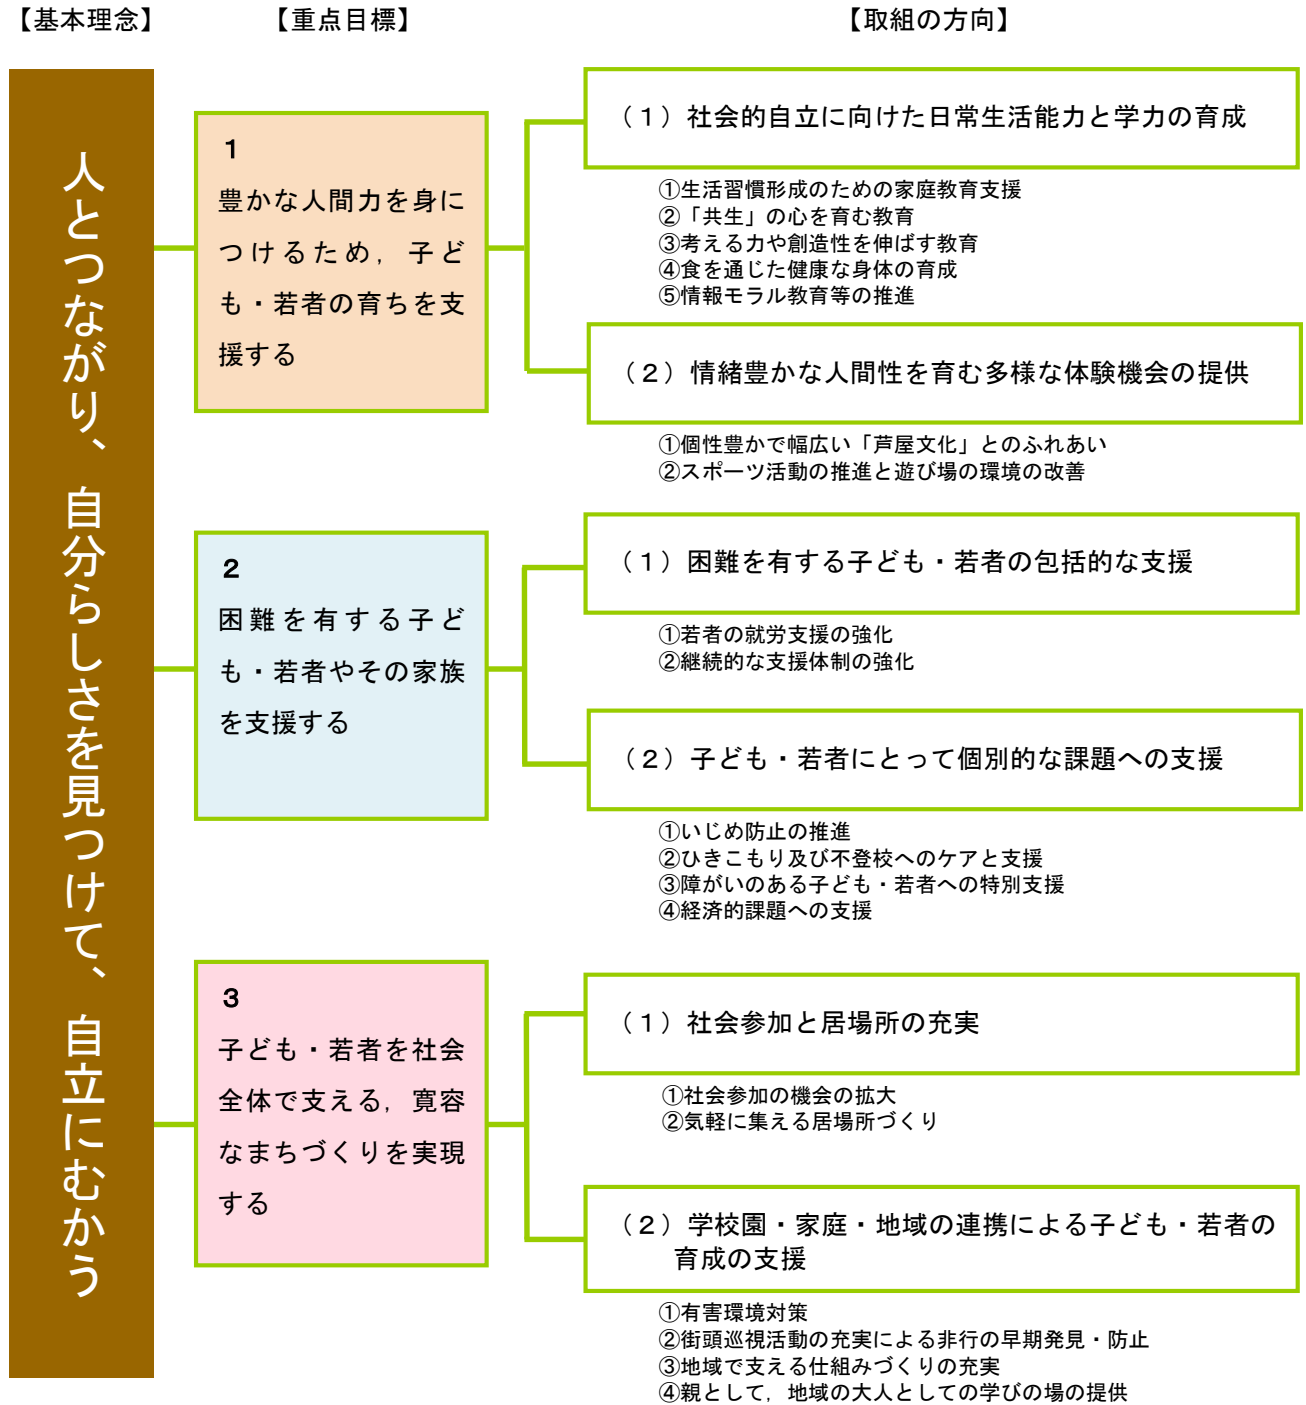 【基本理念】
【重点目標】
【取組の方向】
人とつながり、自分らしさを見つけて、自立にむかう
1
豊かな人間力を身に
つけるため，子ど
も・若者の育ちを支
援する
（１）社会的自立に向けた日常生活能力と学力の育成
①生活習慣形成のための家庭教育支援
②「共生」の心を育む教育
③考える力や創造性を伸ばす教育
④食を通じた健康な身体の育成
⑤情報モラル教育等の推進
（２）情緒豊かな人間性を育む多様な体験機会の提供
①個性豊かで幅広い「芦屋文化」とのふれあい
②スポーツ活動の推進と遊び場の環境の改善
2
困難を有する子ど
も・若者やその家族
を支援する
（１）困難を有する子ども・若者の包括的な支援
①若者の就労支援の強化
②継続的な支援体制の強化
（２）子ども・若者にとって個別的な課題への支援
①いじめ防止の推進
②ひきこもり及び不登校へのケアと支援
③障がいのある子ども・若者への特別支援
④経済的課題への支援
3
子ども・若者を社会
全体で支える，寛容
なまちづくりを実現
する
（１）社会参加と居場所の充実
①社会参加の機会の拡大
②気軽に集える居場所づくり
（２）学校園・家庭・地域の連携による子ども・若者の
育成の支援
①有害環境対策
②街頭巡視活動の充実による非行の早期発見・防止
③地域で支える仕組みづくりの充実
④親として，地域の大人としての学びの場の提供